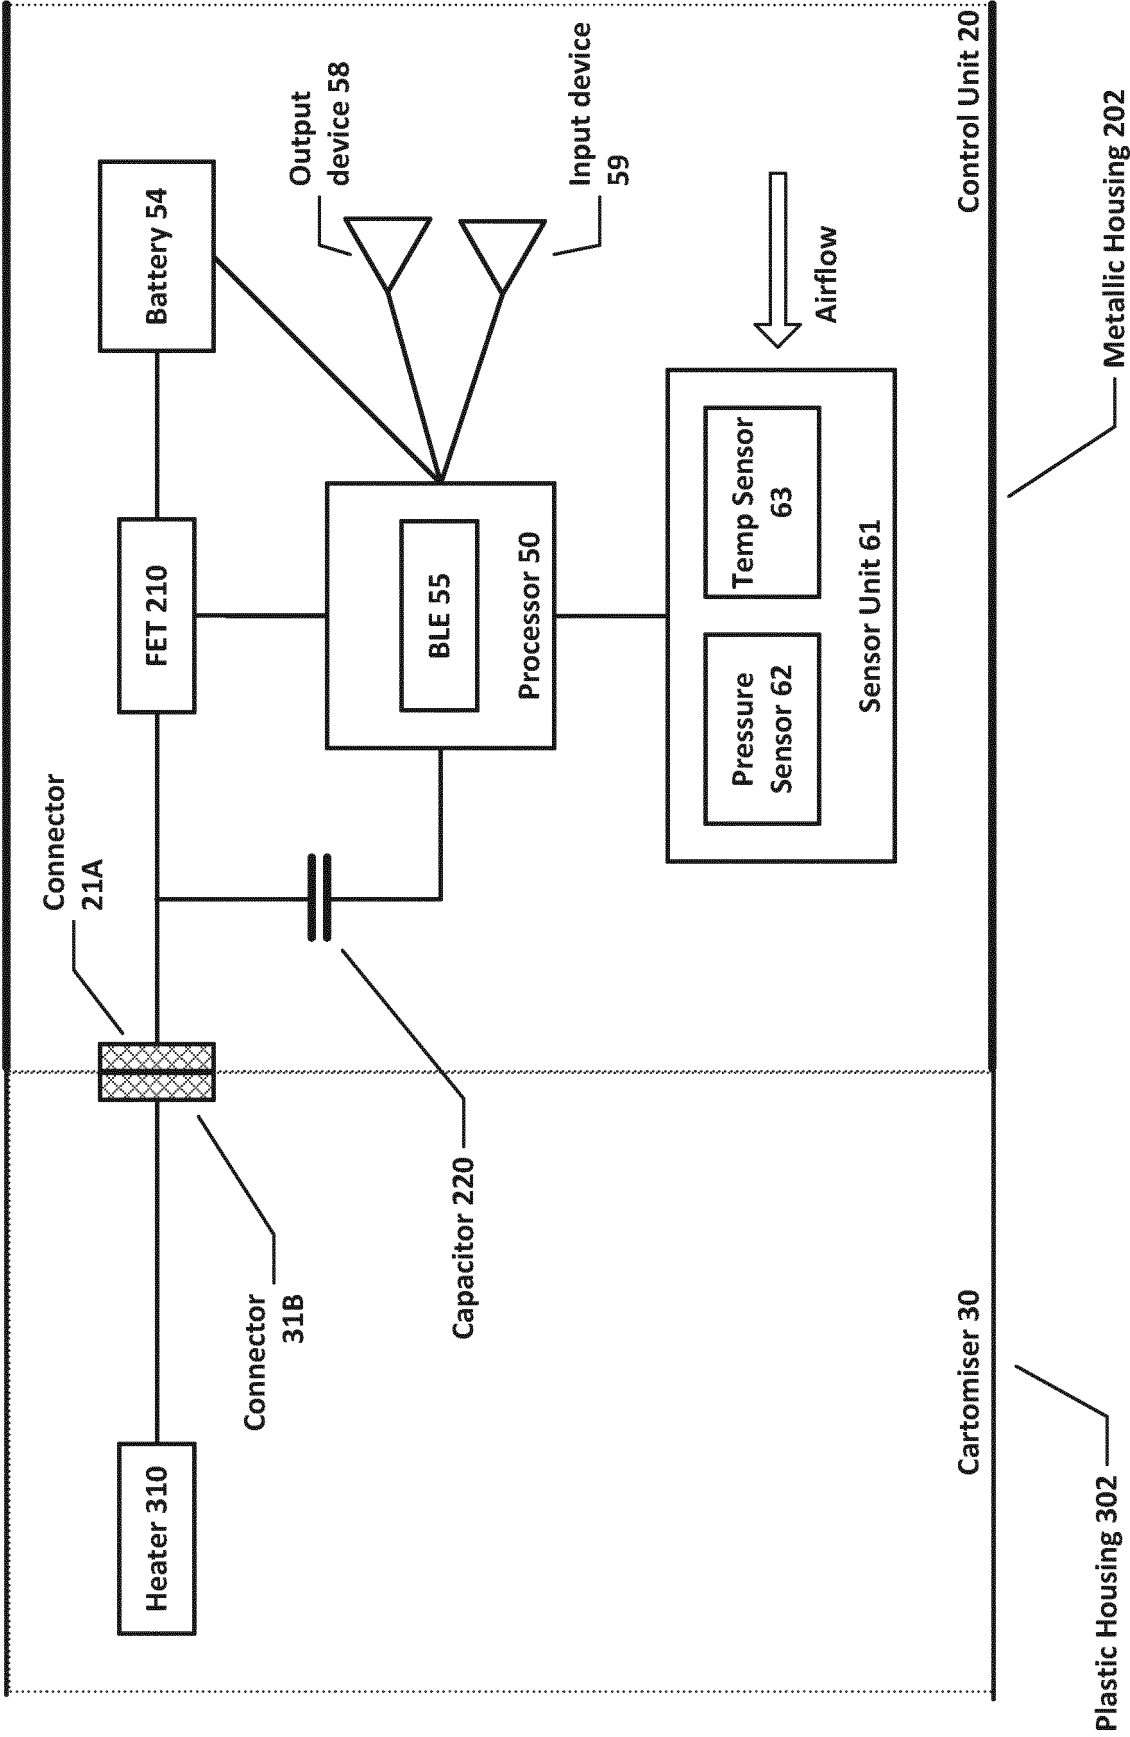 Connector
21A
Heater 310
FET 210
Battery 54
Connector
31B
Output
device 58
Capacitor 220
BLE 55
Processor 50
Input device
59
Pressure
Sensor 62
Temp Sensor
63
Sensor Unit 61
Airflow
Cartomiser 30
Control Unit 20
Plastic Housing 302
Metallic Housing 202